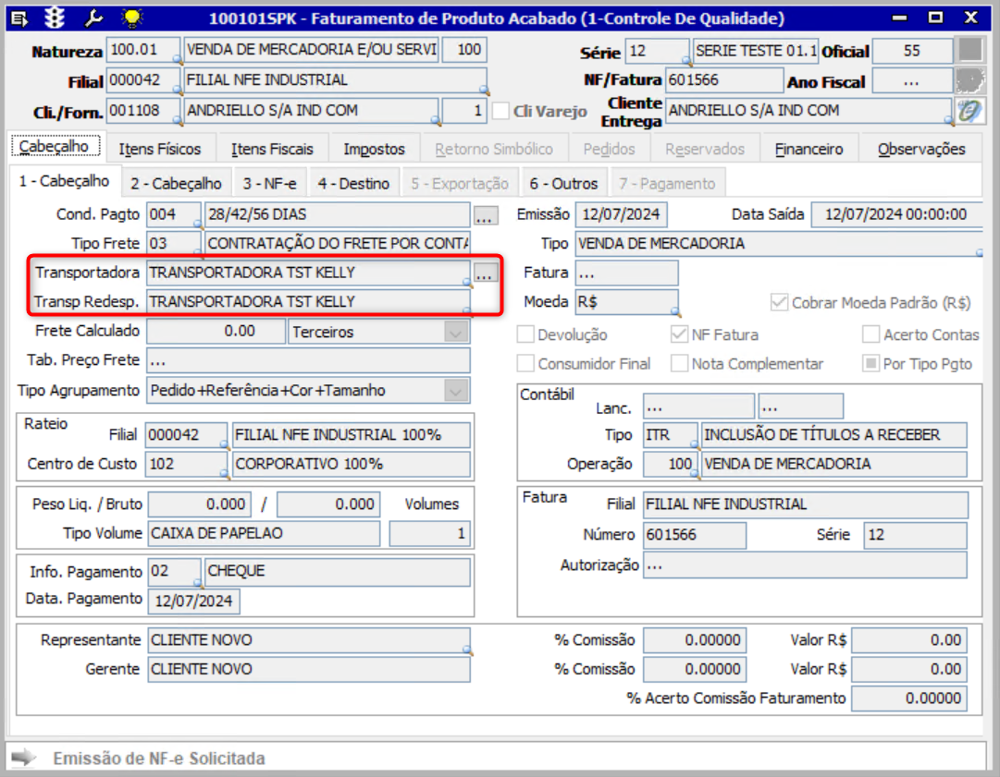 100101SPK - Faturamento de Produto Acabado (1-Controle De Qualidade)
Natureza 100.01 VENDA DE MERCADORIA E/OU SERVI 100 Série 12 SERIE TESTE 01.1 Oficial 55
Filial 000042 FILIAL NFE INDUSTRIAL NF/Fatura 601566 Ano Fiscal ...
Cli./Forn. 001108 ANDRIELLO S/A IND COM 1 Cli Varejo Cliente Entrega ANDRIELLO S/A IND COM
Cabeçalho Itens Físicos Itens Fiscais Impostos Retorno Simbólico Pedidos Reservados Financeiro Observações
1 - Cabeçalho 2 - Cabeçalho 3 - NF-e 4 - Destino 5 - Exportação 6 - Outros 7 - Pagamento
Cond. Pagto 004 28/42/56 DIAS ... Emissão 12/07/2024 Data Saída 12/07/2024 00:00:00
Tipo Frete 03 CONTRATAÇÃO DO FRETE POR CONTA Tipo VENDA DE MERCADORIA
Transportadora TRANSPORTADORA TST KELLY ... Fatura ...
Transp Redesp. TRANSPORTADORA TST KELLY Moeda R$ Cobrar Moeda Padrão (R$)
Frete Calculado 0.00 Terceiros Devolução NF Fatura Acerto Contas
Tab. Preço Frete ... Consumidor Final Nota Complementar Por Tipo Pgto
Tipo Agrupamento Pedido+Referência+Cor+Tamanho
Contábil
Lanc. ... ...
Rateio
Filial 000042 FILIAL NFE INDUSTRIAL 100% Tipo ITR INCLUSÃO DE TÍTULOS A RECEBER
Centro de Custo 102 CORPORATIVO 100% Operação 100 VENDA DE MERCADORIA
Peso Liq. / Bruto 0.000 / 0.000 Volumes Fatura Filial FILIAL NFE INDUSTRIAL
Tipo Volume CAIXA DE PAPELAO 1 Número 601566 Série 12
Info. Pagamento 02 CHEQUE Autorização ...
Data. Pagamento 12/07/2024
Representante CLIENTE NOVO % Comissão 0.00000 Valor R$ 0.00
Gerente CLIENTE NOVO % Comissão 0.00000 Valor R$ 0.00
% Acerto Comissão Faturamento 0.00000
Emissão de NF-e Solicitada